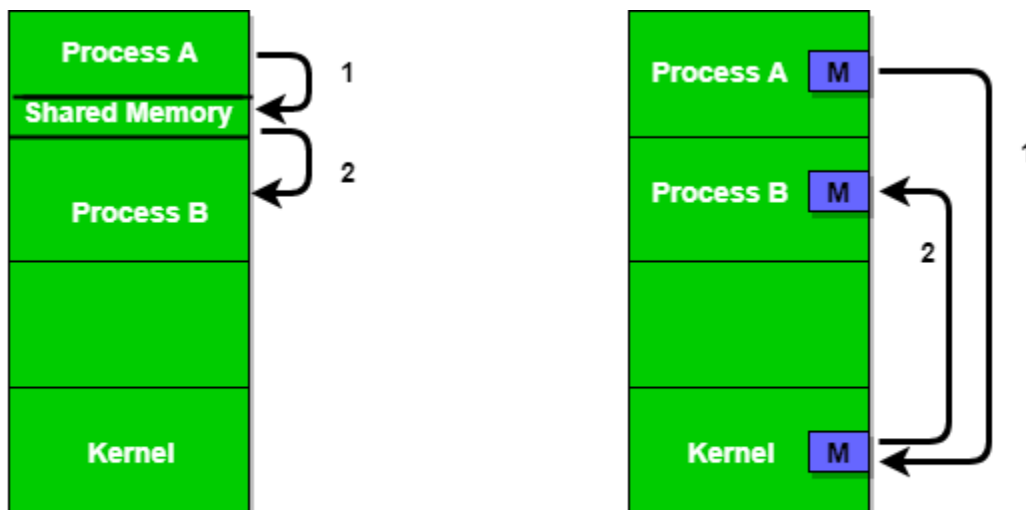 Process A
1
Shared Memory
2
Process B
Kernel
Process A M
1
Process B M
2
Kernel M